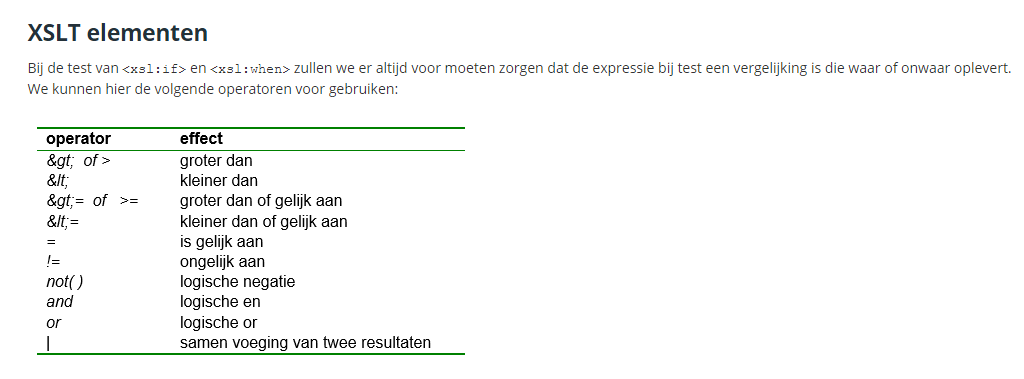 XSLT elementen
Bij de test van <xsl:if> en <xsl:when> zullen we er altijd voor moeten zorgen dat de expressie bij test een vergelijking is die waar of onwaar oplevert.
We kunnen hier de volgende operatoren voor gebruiken:
operator effect
&gt; of > groter dan
&lt; kleiner dan
&gt;= of >= groter dan of gelijk aan
&lt;= kleiner dan of gelijk aan
= is gelijk aan
!= ongelijk aan
not( ) logische negatie
and logische en
or logische or
| samen voeging van twee resultaten